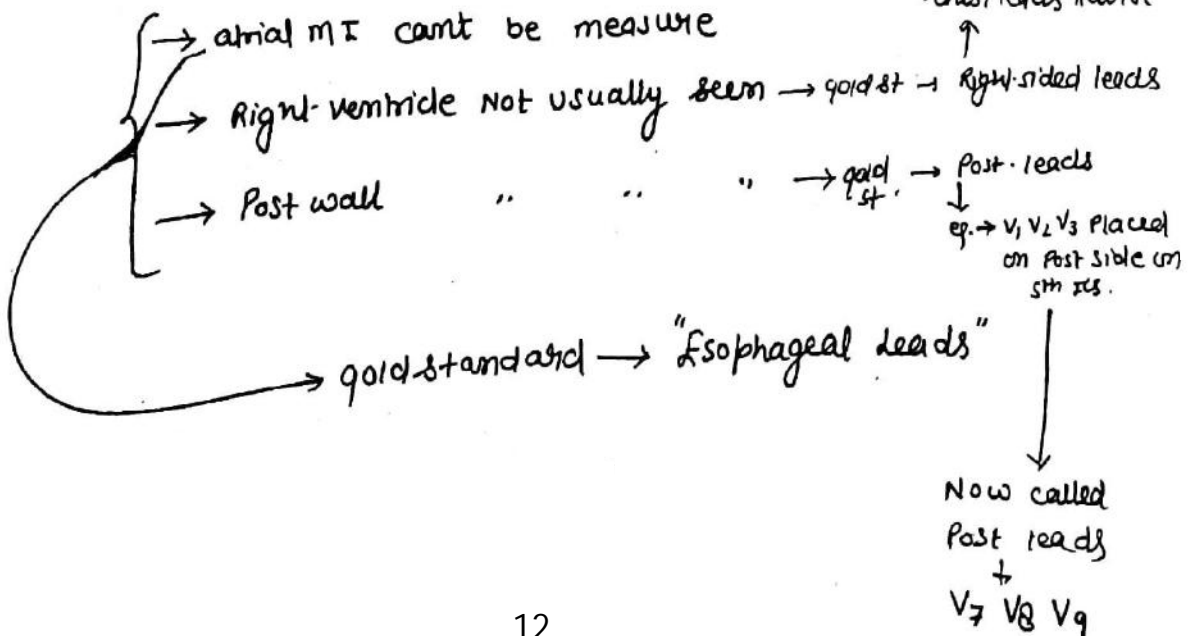 → atrial MI cant be measure
→ Right-ventricle Not usually seen → gold st → Right-sided leads
→ Post wall " " " → gold st. → Post. leads
eg. → V1 V2 V3 Placed
on Post side on
5th ICS.
gold standard → "Esophageal Leads"
Now called
Post leads
V7 V8 V9
12